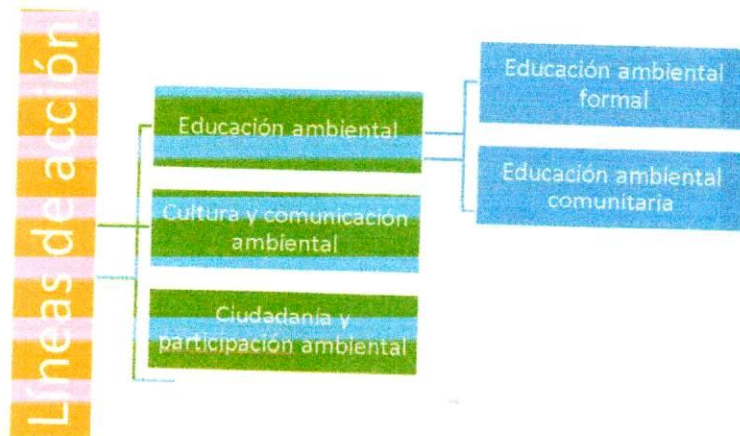 Líneas de acción
Educación ambiental
Cultura y comunicación
ambiental
Ciudadanía y
participación ambiental
Educación ambiental
formal
Educación ambiental
comunitaria